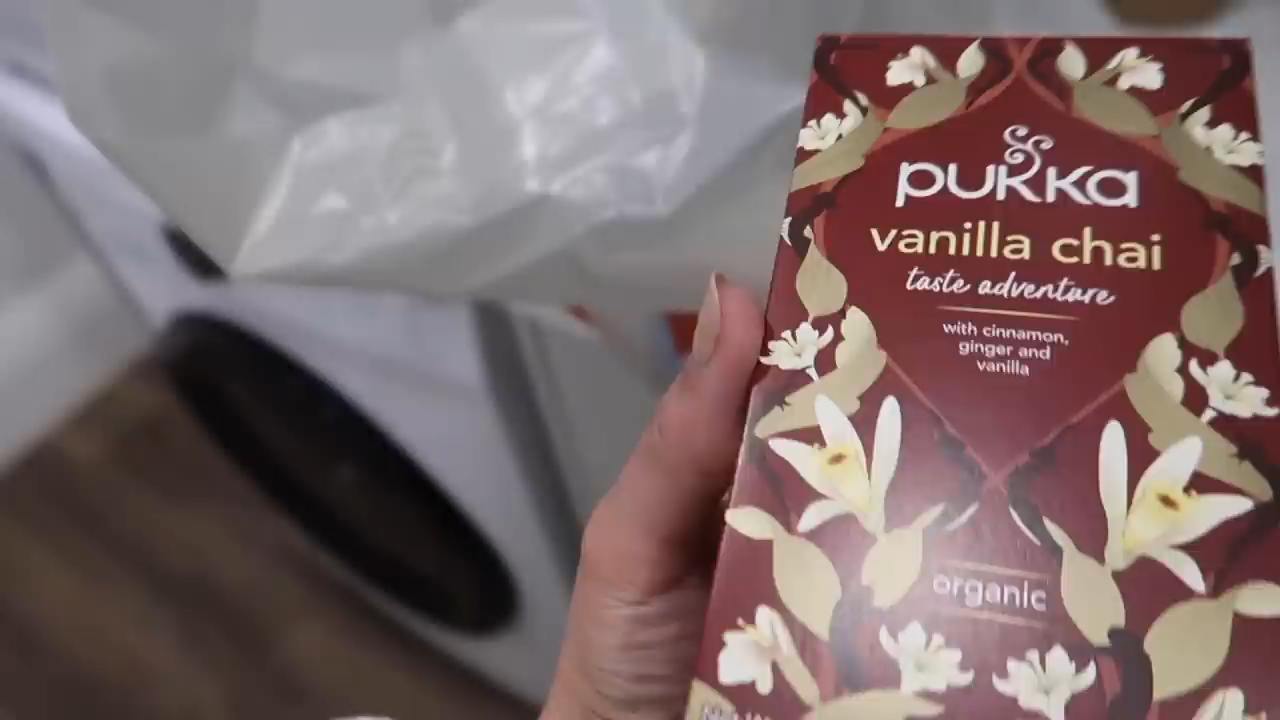 pukka
vanilla chai
taste adventure
with cinnamon,
ginger and
vanilla
organic